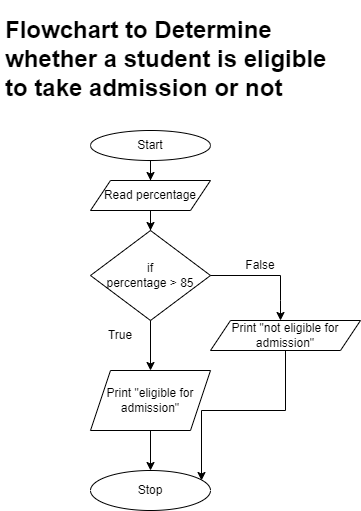 Flowchart to Determine
whether a student is eligible
to take admission or not
Start
Read percentage
if
percentage > 85
False
True
Print "not eligible for
admission"
Print "eligible for
admission"
Stop